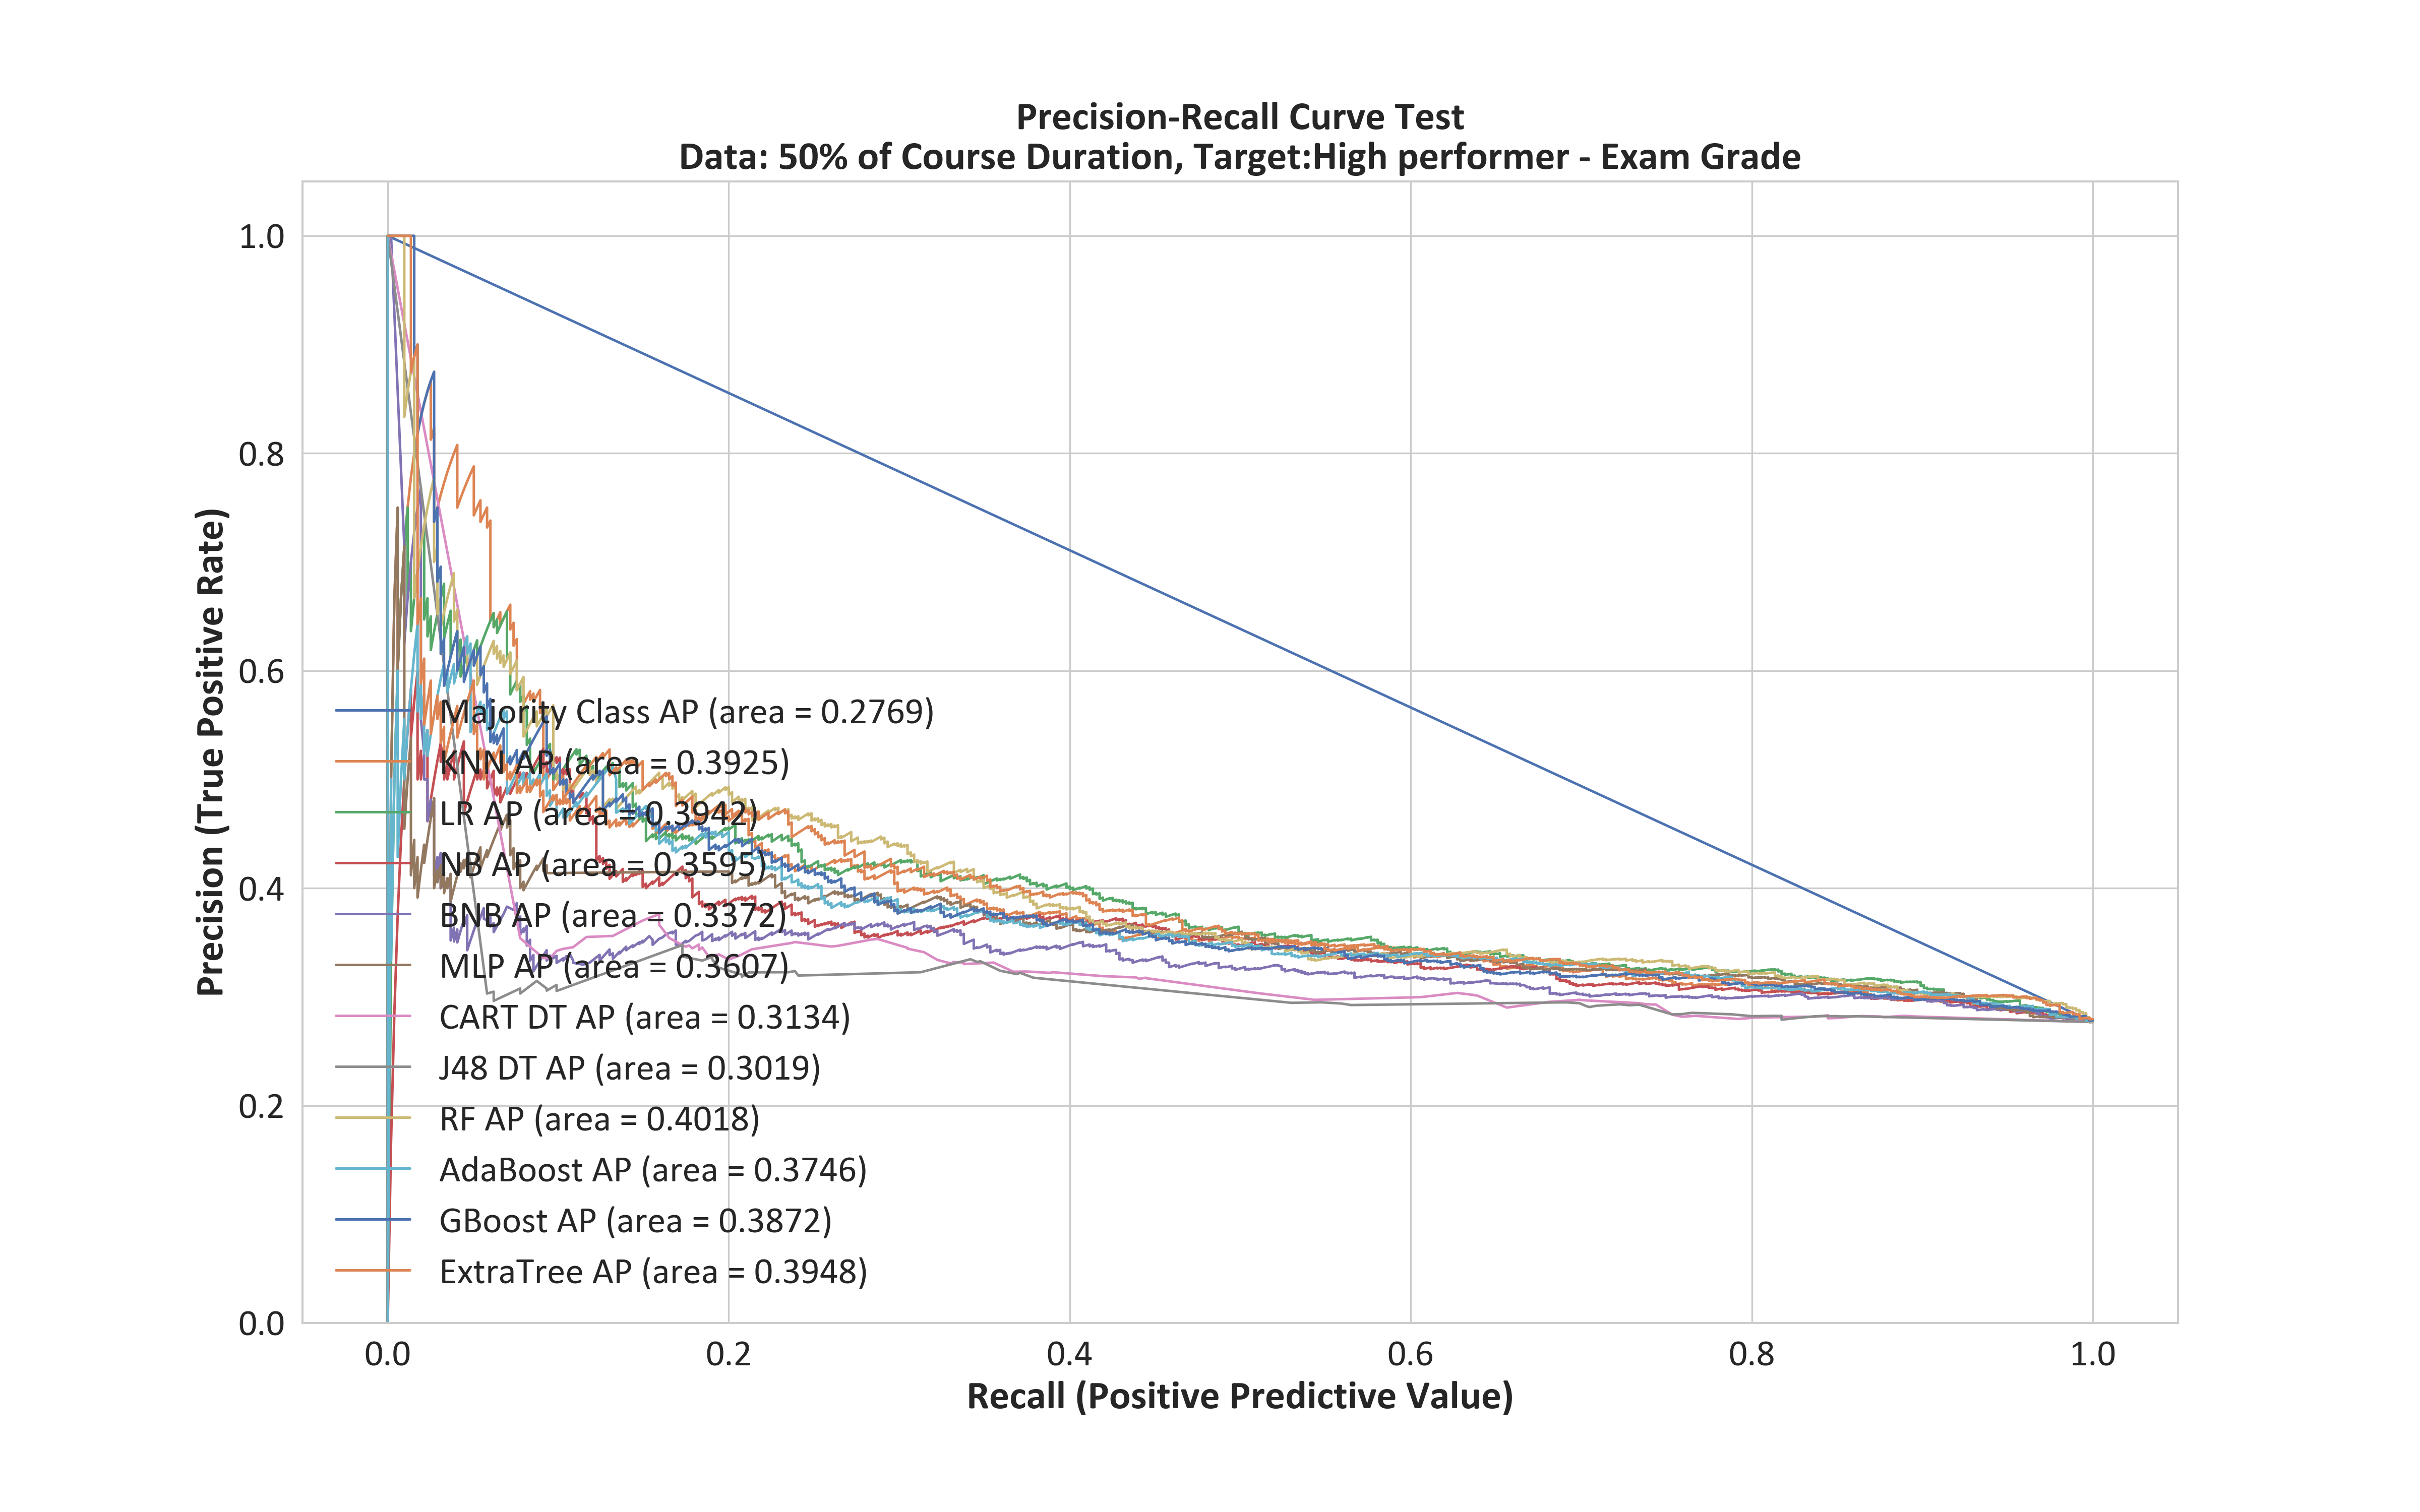 Precision-Recall Curve Test
Data: 50% of Course Duration, Target:High performer - Exam Grade
1.0
0.8
0.6
0.4
0.2
0.0
Precision (True Positive Rate)
Majority Class AP (area = 0.2769)
KNN AP (area = 0.3925)
LR AP (area = 0.3942)
NB AP (area = 0.3595)
BNB AP (area = 0.3372)
MLP AP (area = 0.3607)
CART DT AP (area = 0.3134)
J48 DT AP (area = 0.3019)
RF AP (area = 0.4018)
AdaBoost AP (area = 0.3746)
GBoost AP (area = 0.3872)
ExtraTree AP (area = 0.3948)
0.0 0.2 0.4 0.6 0.8 1.0
Recall (Positive Predictive Value)